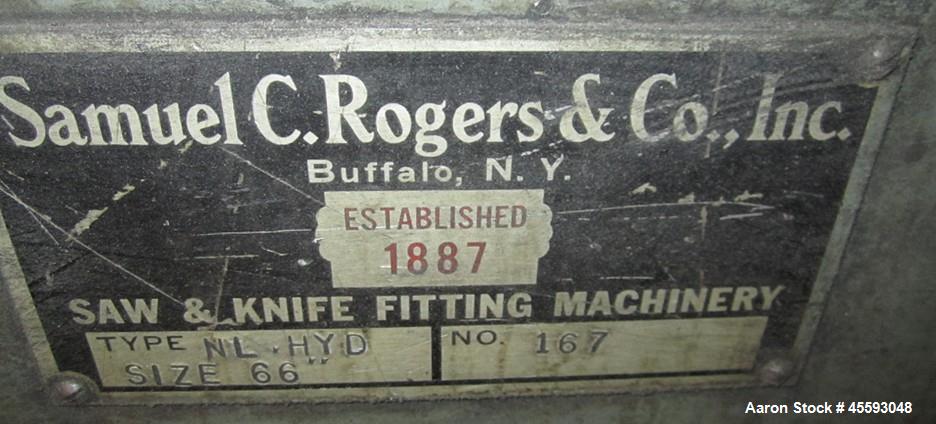 Samuel C. Rogers & Co., Inc.
Buffalo, N. Y.
ESTABLISHED
1887
SAW & KNIFE FITTING MACHINERY
TYPE NL.HYD NO. 167
SIZE 66"
Aaron Stock # 45593048